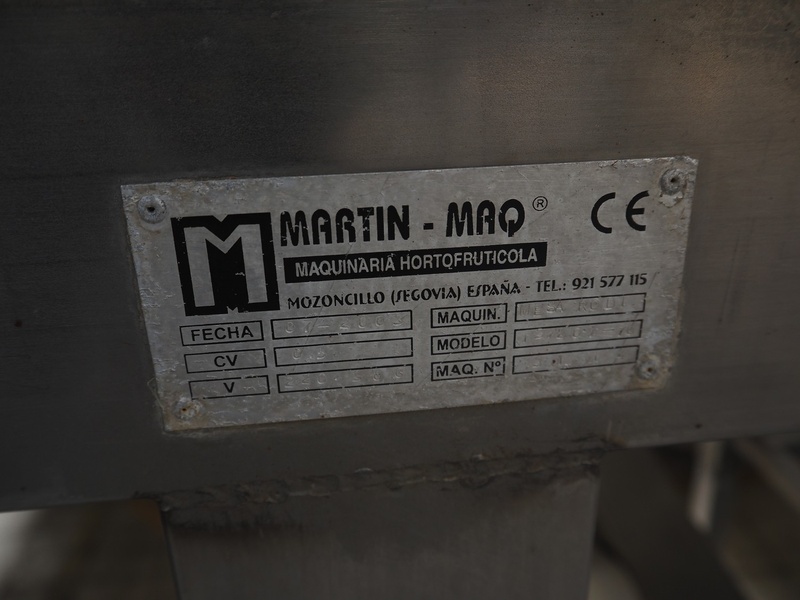 M MARTIN - MAQ ®
CE
MAQUINARIA HORTOFRUTICOLA
MOZONCILLO (SEGOVIA) ESPAÑA - TEL.: 921 577 115
FECHA
MAQUIN.
CV
MODELO
V
MAQ. Nº